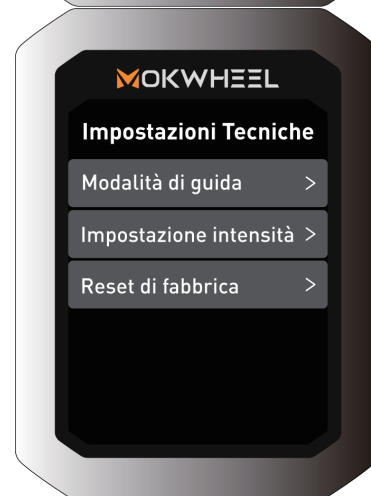 MOKWHEEL
Impostazioni Tecniche
Modalità di guida >
Impostazione intensità >
Reset di fabbrica >